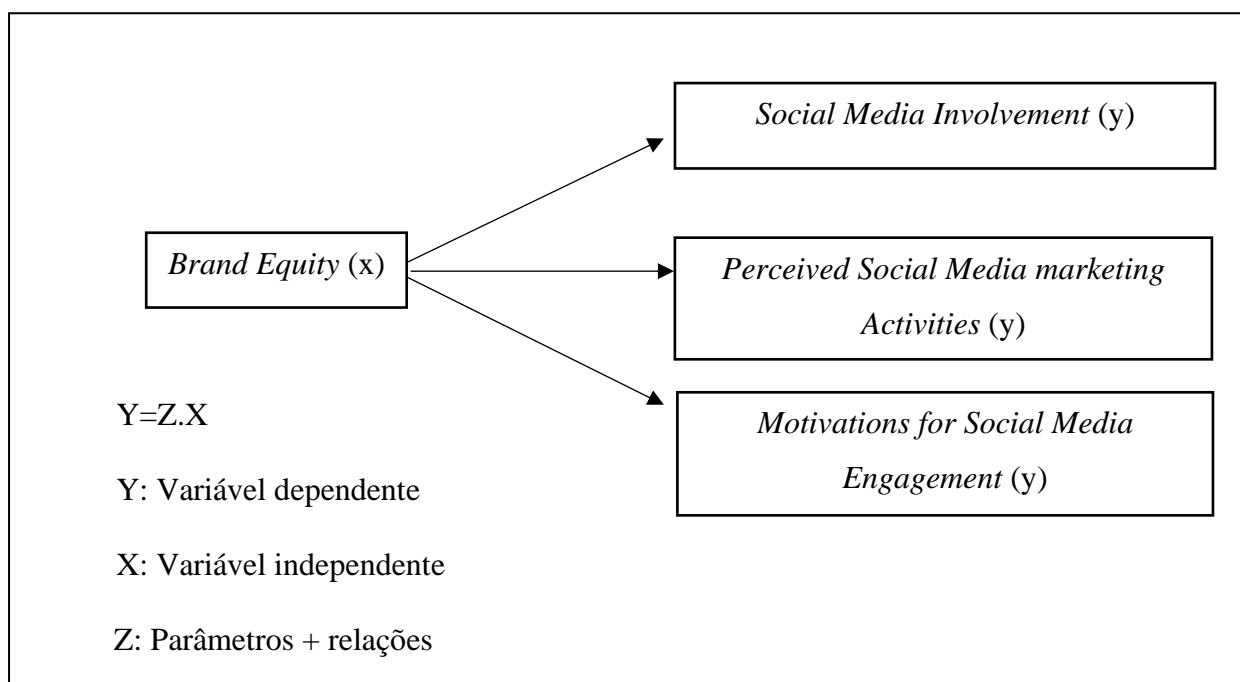 Social Media Involvement (y)
Brand Equity (x)
Perceived Social Media marketing
Activities (y)
Motivations for Social Media
Engagement (y)
Y=Z.X
Y: Variável dependente
X: Variável independente
Z: Parâmetros + relações